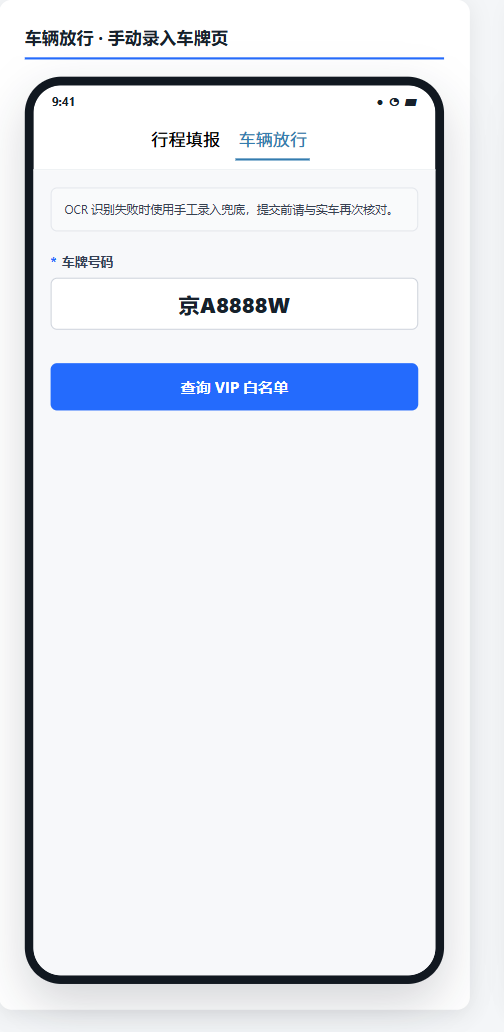 车辆放行 · 手动录入车牌页
9:41
行程填报 车辆放行
OCR 识别失败时使用手工录入兜底，提交前请与实车再次核对。
* 车牌号码
京A8888W
查询 VIP 白名单